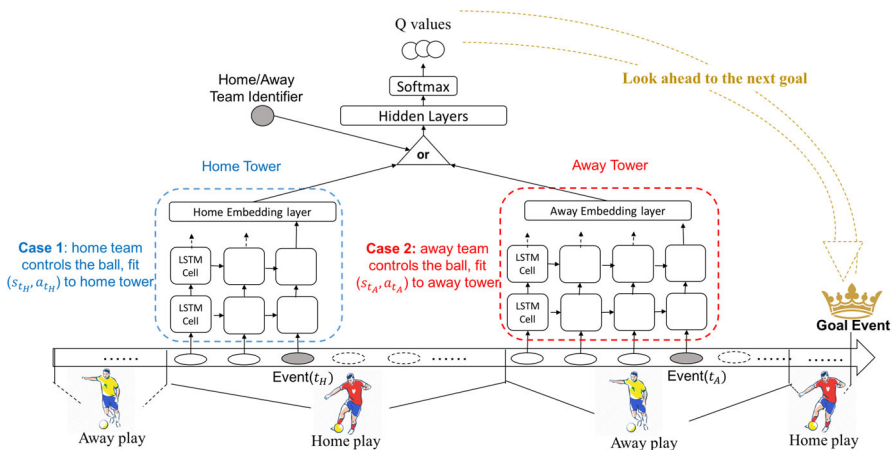 Q values
Look ahead to the next goal
Home/Away
Team Identifier
Softmax
Hidden Layers
or
Home Tower
Away Tower
Home Embedding layer
Away Embedding layer
Case 1: home team
controls the ball, fit
(s_{t_H}, a_{t_H}) to home tower
LSTM
Cell
LSTM
Cell
Case 2: away team
controls the ball, fit
(s_{t_A}, a_{t_A}) to away tower
LSTM
Cell
LSTM
Cell
Goal Event
...... ...... ...... ...... ......
Event(t_H)
Event(t_A)
Away play
Home play
Away play
Home play